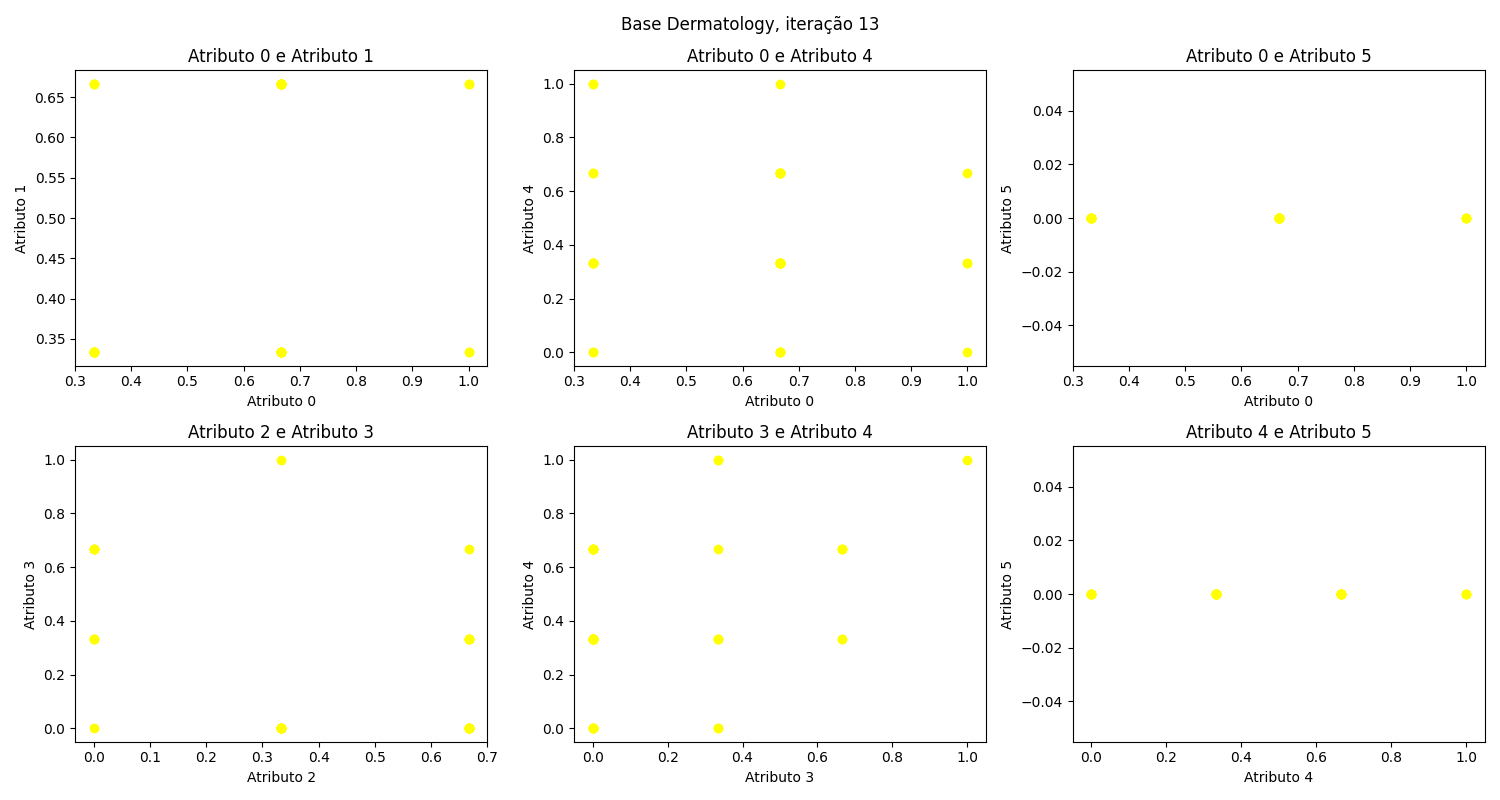 Base Dermatology, iteração 13
Atributo 0 e Atributo 1
0.65
0.60
0.55
0.50
0.45
0.40
0.35
0.3 0.4 0.5 0.6 0.7 0.8 0.9 1.0
Atributo 1
Atributo 0
Atributo 0 e Atributo 4
1.0
0.8
0.6
0.4
0.2
0.0
0.3 0.4 0.5 0.6 0.7 0.8 0.9 1.0
Atributo 4
Atributo 0
Atributo 0 e Atributo 5
0.04
0.02
0.00
−0.02
−0.04
0.3 0.4 0.5 0.6 0.7 0.8 0.9 1.0
Atributo 5
Atributo 0
Atributo 2 e Atributo 3
1.0
0.8
0.6
0.4
0.2
0.0
0.0 0.1 0.2 0.3 0.4 0.5 0.6 0.7
Atributo 3
Atributo 2
Atributo 3 e Atributo 4
1.0
0.8
0.6
0.4
0.2
0.0
0.0 0.2 0.4 0.6 0.8 1.0
Atributo 4
Atributo 3
Atributo 4 e Atributo 5
0.04
0.02
0.00
−0.02
−0.04
0.0 0.2 0.4 0.6 0.8 1.0
Atributo 5
Atributo 4